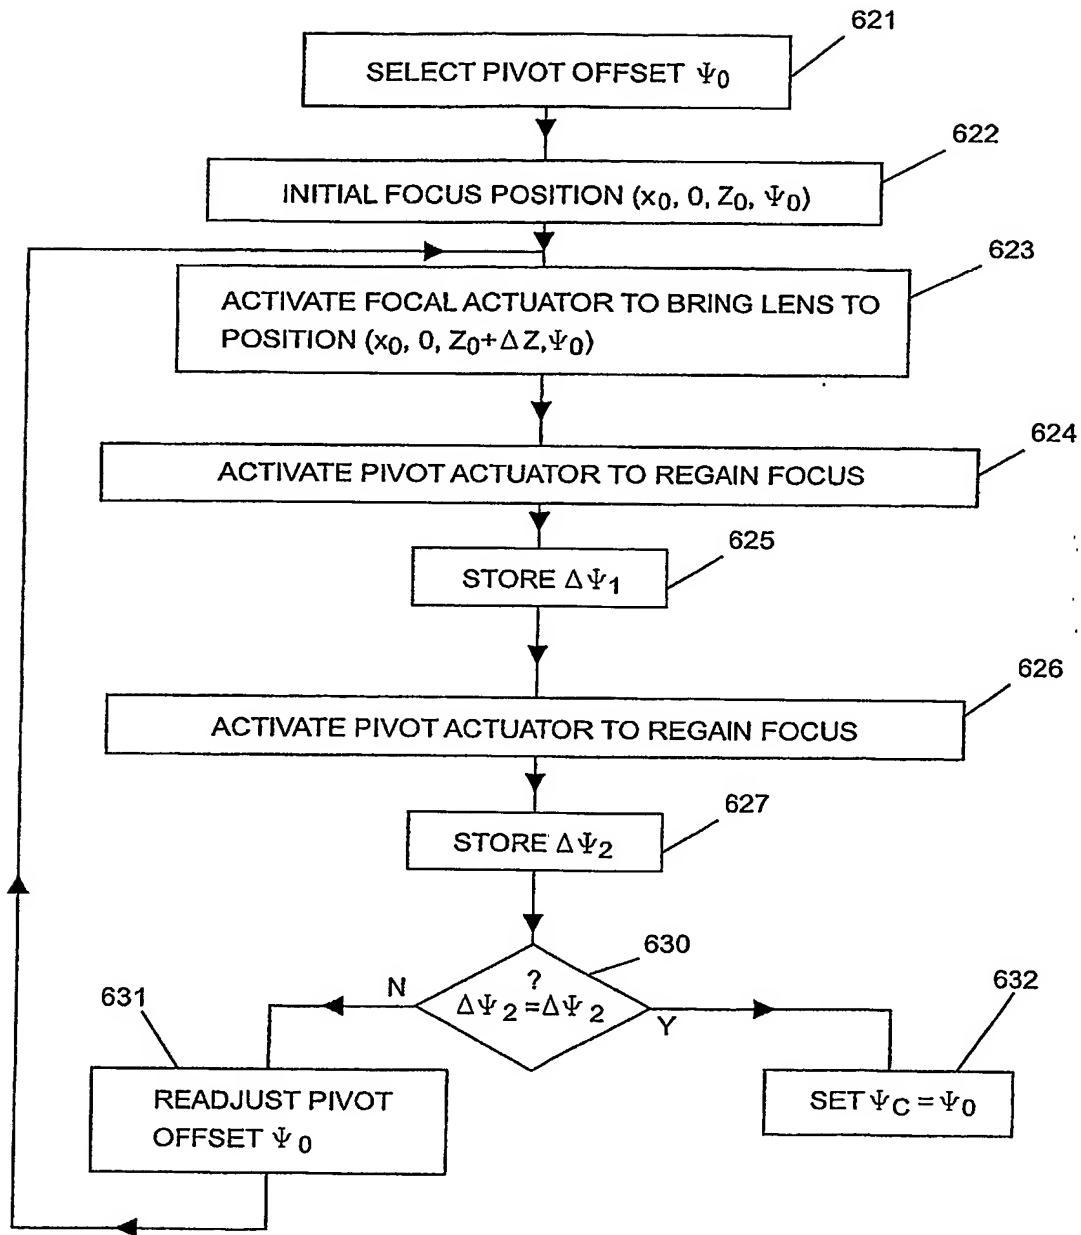 621
SELECT PIVOT OFFSET Ψ0
622
INITIAL FOCUS POSITION (x0, 0, Z0, Ψ0)
623
ACTIVATE FOCAL ACTUATOR TO BRING LENS TO
POSITION (x0, 0, Z0+ΔZ,Ψ0)
624
ACTIVATE PIVOT ACTUATOR TO REGAIN FOCUS
625
STORE ΔΨ1
626
ACTIVATE PIVOT ACTUATOR TO REGAIN FOCUS
627
STORE ΔΨ2
630
?
ΔΨ2=ΔΨ2
N
Y
631
READJUST PIVOT
OFFSET Ψ0
632
SET ΨC=Ψ0